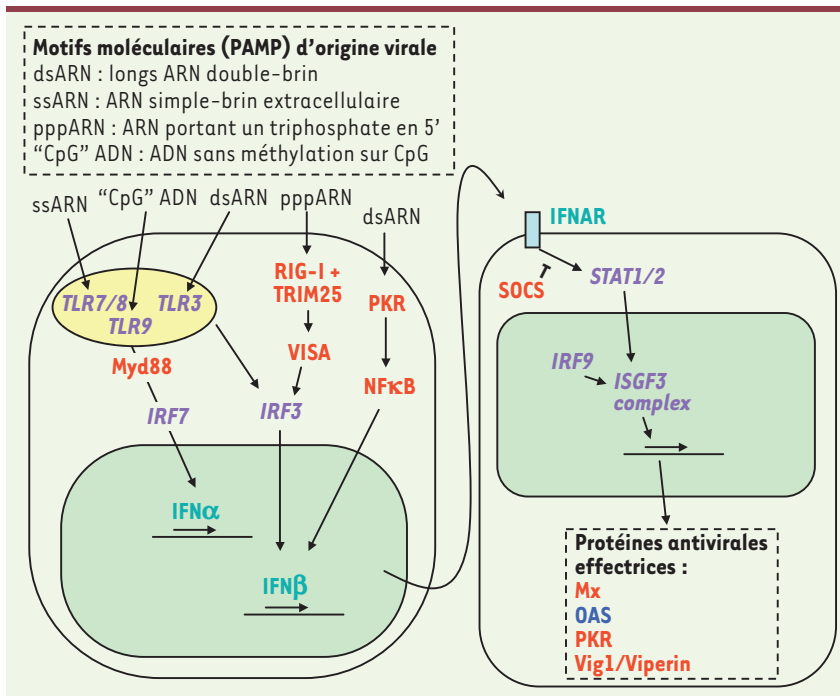 Motifs moléculaires (PAMP) d’origine virale
dsARN : longs ARN double-brin
ssARN : ARN simple-brin extracellulaire
pppARN : ARN portant un triphosphate en 5’
“CpG” ADN : ADN sans méthylation sur CpG
ssARN
“CpG” ADN
dsARN
pppARN
dsARN
TLR7/8
TLR3
TLR9
Myd88
IRF7
RIG-I +
TRIM25
VISA
IRF3
PKR
NFκB
IFNα
IFNβ
IFNAR
SOCS
STAT1/2
IRF9
ISGF3
complex
Protéines antivirales
effectrices :
Mx
OAS
PKR
Vig1/Viperin